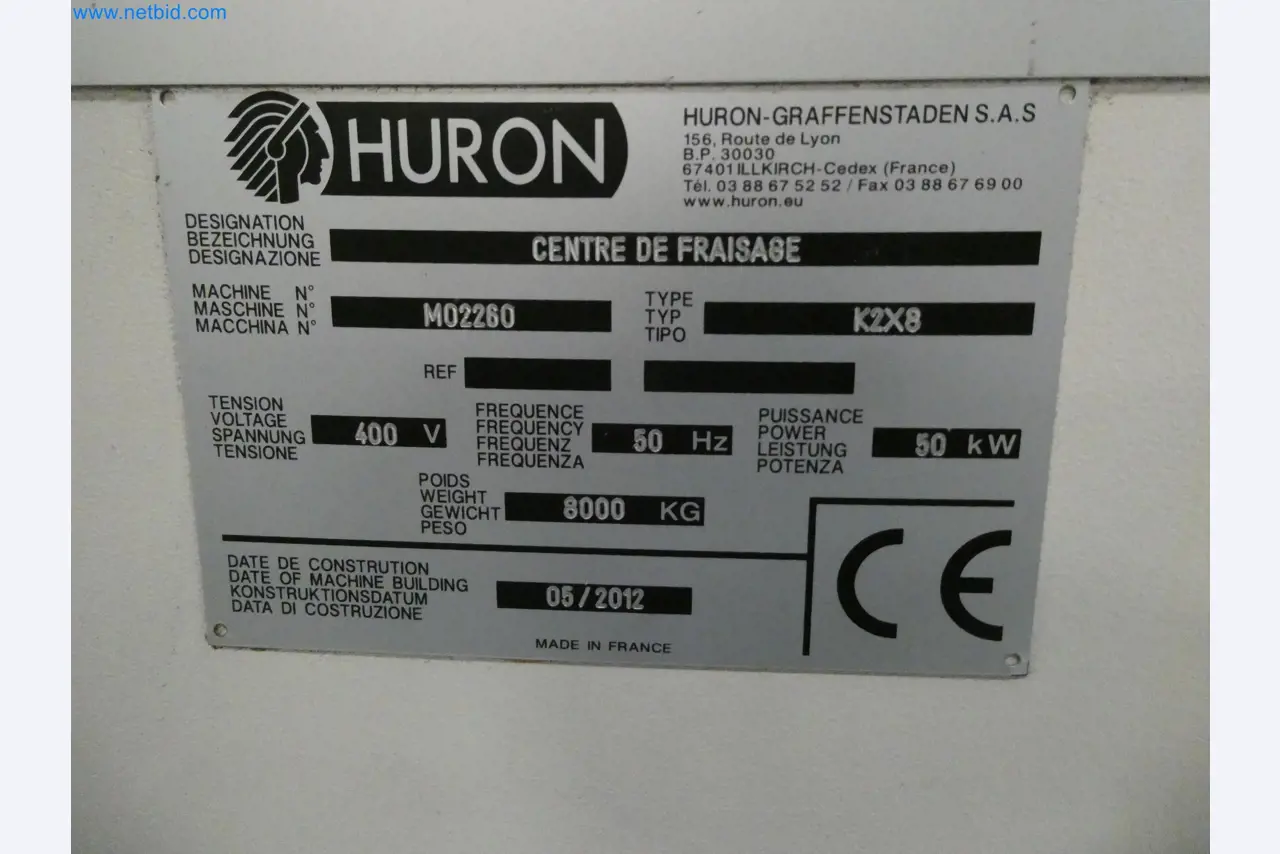 www.netbid.com
HURON
HURON-GRAFFENSTADEN S.A.S
156, Route de Lyon
B.P. 30030
67401 ILLKIRCH-Cedex (France)
Tél. 03 88 67 52 52 / Fax 03 88 67 69 00
www.huron.eu
DESIGNATION
BEZEICHNUNG
DESIGNAZIONE
CENTRE DE FRAISAGE
MACHINE N°
MASCHINE N°
MACCHINA N°
M02260
TYPE
TYP
TIPO
K2X8
REF
TENSION
VOLTAGE
SPANNUNG
TENSIONE
400 V
FREQUENCE
FREQUENCY
FREQUENZ
FREQUENZA
50 Hz
PUISSANCE
POWER
LEISTUNG
POTENZA
50 kW
POIDS
WEIGHT
GEWICHT
PESO
8000 KG
DATE DE CONSTRUTION
DATE OF MACHINE BUILDING
KONSTRUKTIONSDATUM
DATA DI COSTRUZIONE
05/2012
CE
MADE IN FRANCE